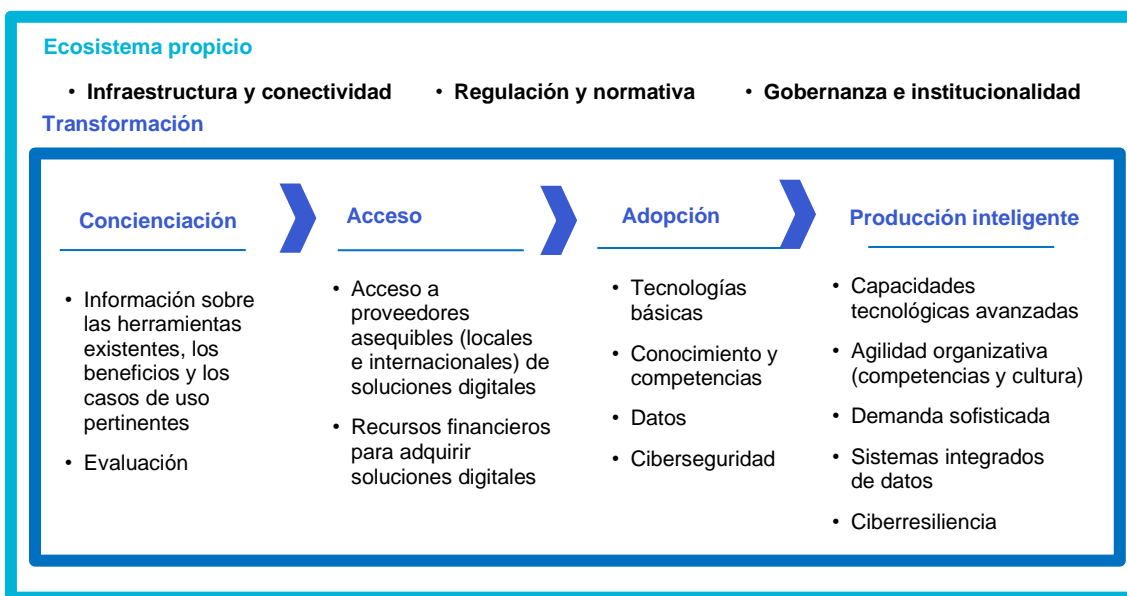 Ecosistema propicio
• Infraestructura y conectividad • Regulación y normativa • Gobernanza e institucionalidad
Transformación
Concienciación
• Información sobre
las herramientas
existentes, los
beneficios y los
casos de uso
pertinentes
• Evaluación
Acceso
• Acceso a
proveedores
asequibles (locales
e internacionales) de
soluciones digitales
• Recursos financieros
para adquirir
soluciones digitales
Adopción
• Tecnologías
básicas
• Conocimiento y
competencias
• Datos
• Ciberseguridad
Producción inteligente
• Capacidades
tecnológicas avanzadas
• Agilidad organizativa
(competencias y cultura)
• Demanda sofisticada
• Sistemas integrados
de datos
• Ciberresiliencia